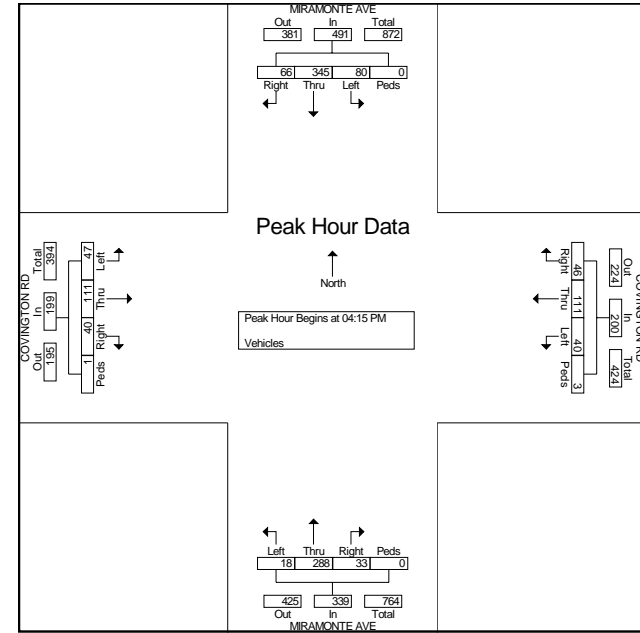 MIRAMONTE AVE
Out In Total
381 491 872
66 345 80 0
Right Thru Left Peds
Peak Hour Data
North
Peak Hour Begins at 04:15 PM
Vehicles
COVINGTON RD
Out In Total
195 199 394
Left Thru Right Peds
47 111 40 1
COVINGTON RD
Out In Total
224 200 424
Right Thru Left Peds
46 111 40 3
Left Thru Right Peds
18 288 33 0
425 339 764
Out In Total
MIRAMONTE AVE